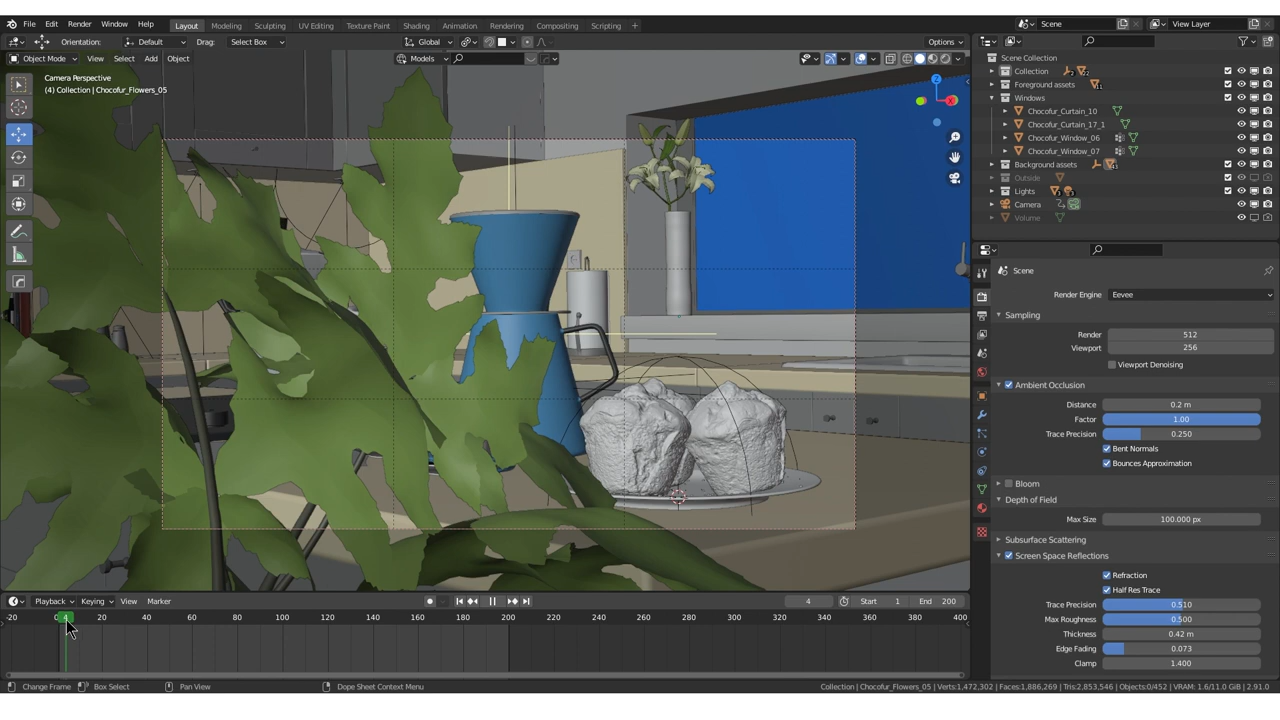 File Edit Render Window Help Layout Modeling Sculpting UV Editing Texture Paint Shading Animation Rendering Compositing Scripting + Scene View Layer
Orientation: Default Drag: Select Box Global Options
Object Mode View Select Add Object Models
Camera Perspective
(4) Collection | Chocofur_Flowers_05
Z
X
Scene Collection
Collection 2 22
Foreground assets 11
Windows
Chocofur_Curtain_10
Chocofur_Curtain_17_1
Chocofur_Window_06
Chocofur_Window_07
Background assets 43
Outside
Lights
Camera
Volume
Scene
Render Engine Eevee
Sampling
Render 512
Viewport 256
Viewport Denoising
Ambient Occlusion
Distance 0.2 m
Factor 1.00
Trace Precision 0.250
Bent Normals
Bounces Approximation
Bloom
Depth of Field
Max Size 100.000 px
Subsurface Scattering
Screen Space Reflections
Refraction
Half Res Trace
Trace Precision 0.510
Max Roughness 0.500
Thickness 0.42 m
Edge Fading 0.073
Clamp 1.400
Playback Keying View Marker 4 Start 1 End 200
-20 0 4 20 40 60 80 100 120 140 160 180 200 220 240 260 280 300 320 340 360 380 400
Change Frame Box Select Pan View Dope Sheet Context Menu Collection | Chocofur_Flowers_05 | Verts:1,472,302 | Faces:1,886,269 | Tris:2,853,546 | Objects:0/452 | VRAM: 1.6/11.0 GiB | 2.91.0